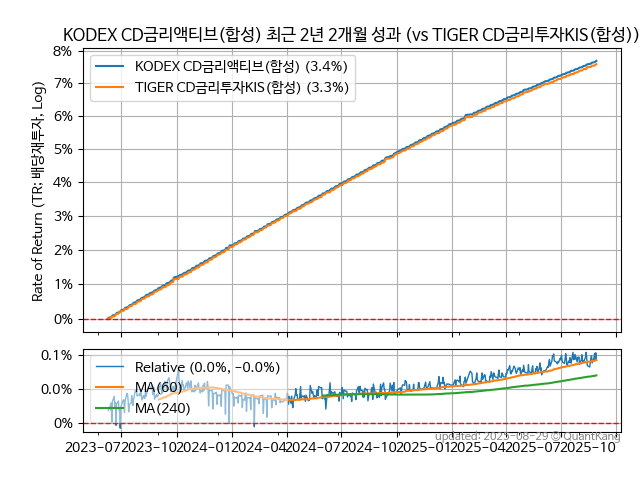 KODEX CD금리액티브(합성) 최근 2년 2개월 성과 (vs TIGER CD금리투자KIS(합성))
Rate of Return (TR; 배당재투자, Log)
8%
7%
6%
5%
4%
3%
2%
1%
0%
KODEX CD금리액티브(합성) (3.4%)
TIGER CD금리투자KIS(합성) (3.3%)
0.1%
0.0%
0%
Relative (0.0%, −0.0%)
MA(60)
MA(240)
2023-07 2023-10 2024-01 2024-04 2024-07 2024-10 2025-01 2025-04 2025-07 2025-10
updated: 2025-08-29 © QuantKang